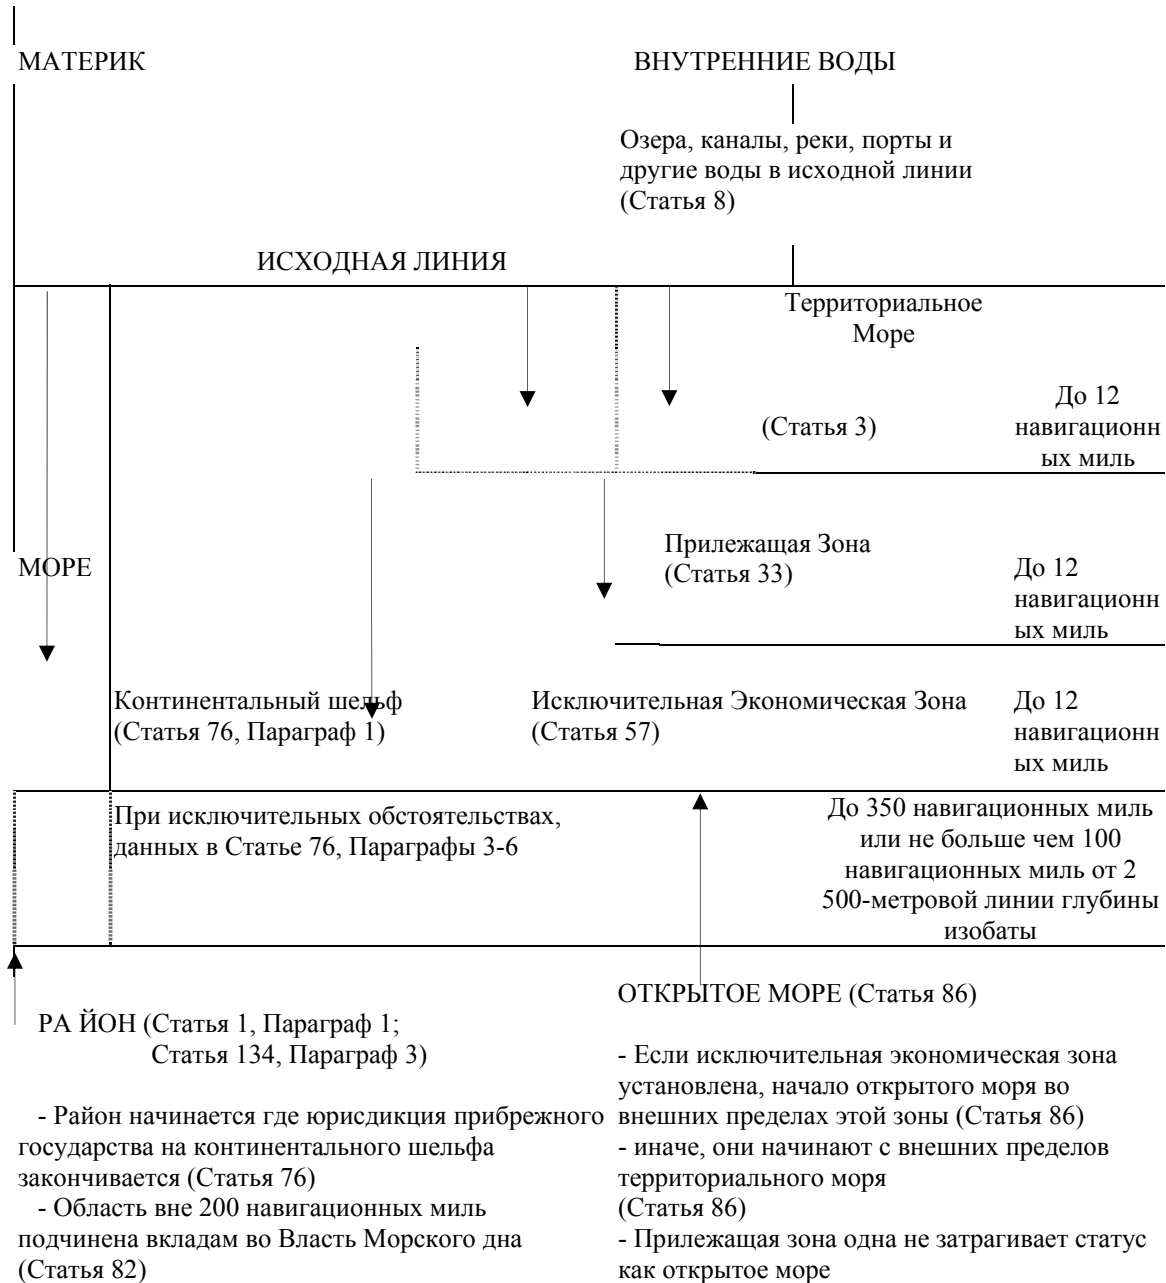 МАТЕРИК
ВНУТРЕННИЕ ВОДЫ
Озера, каналы, реки, порты и
другие воды в исходной линии
(Статья 8)
ИСХОДНАЯ ЛИНИЯ
Территориальное
Море
(Статья 3)
До 12
навигационн
ых миль
МОРЕ
Прилежащая Зона
(Статья 33)
До 12
навигационн
ых миль
Континентальный шельф
(Статья 76, Параграф 1)
Исключительная Экономическая Зона
(Статья 57)
До 12
навигационн
ых миль
При исключительных обстоятельствах,
данных в Статье 76, Параграфы 3-6
До 350 навигационных миль
или не больше чем 100
навигационных миль от 2
500-метровой линии глубины
изобаты
РА ЙОН (Статья 1, Параграф 1;
Статья 134, Параграф 3)
- Район начинается где юрисдикция прибрежного
государства на континентального шельфа
закончивается (Статья 76)
- Область вне 200 навигационных миль
подчинена вкладам во Власть Морского дна
(Статья 82)
ОТКРЫТОЕ МОРЕ (Статья 86)
- Если исключительная экономическая зона
установлена, начало открытого моря во
внешних пределах этой зоны (Статья 86)
- иначе, они начинают с внешних пределов
территориального моря
(Статья 86)
- Прилежащая зона одна не затрагивает статус
как открытое море